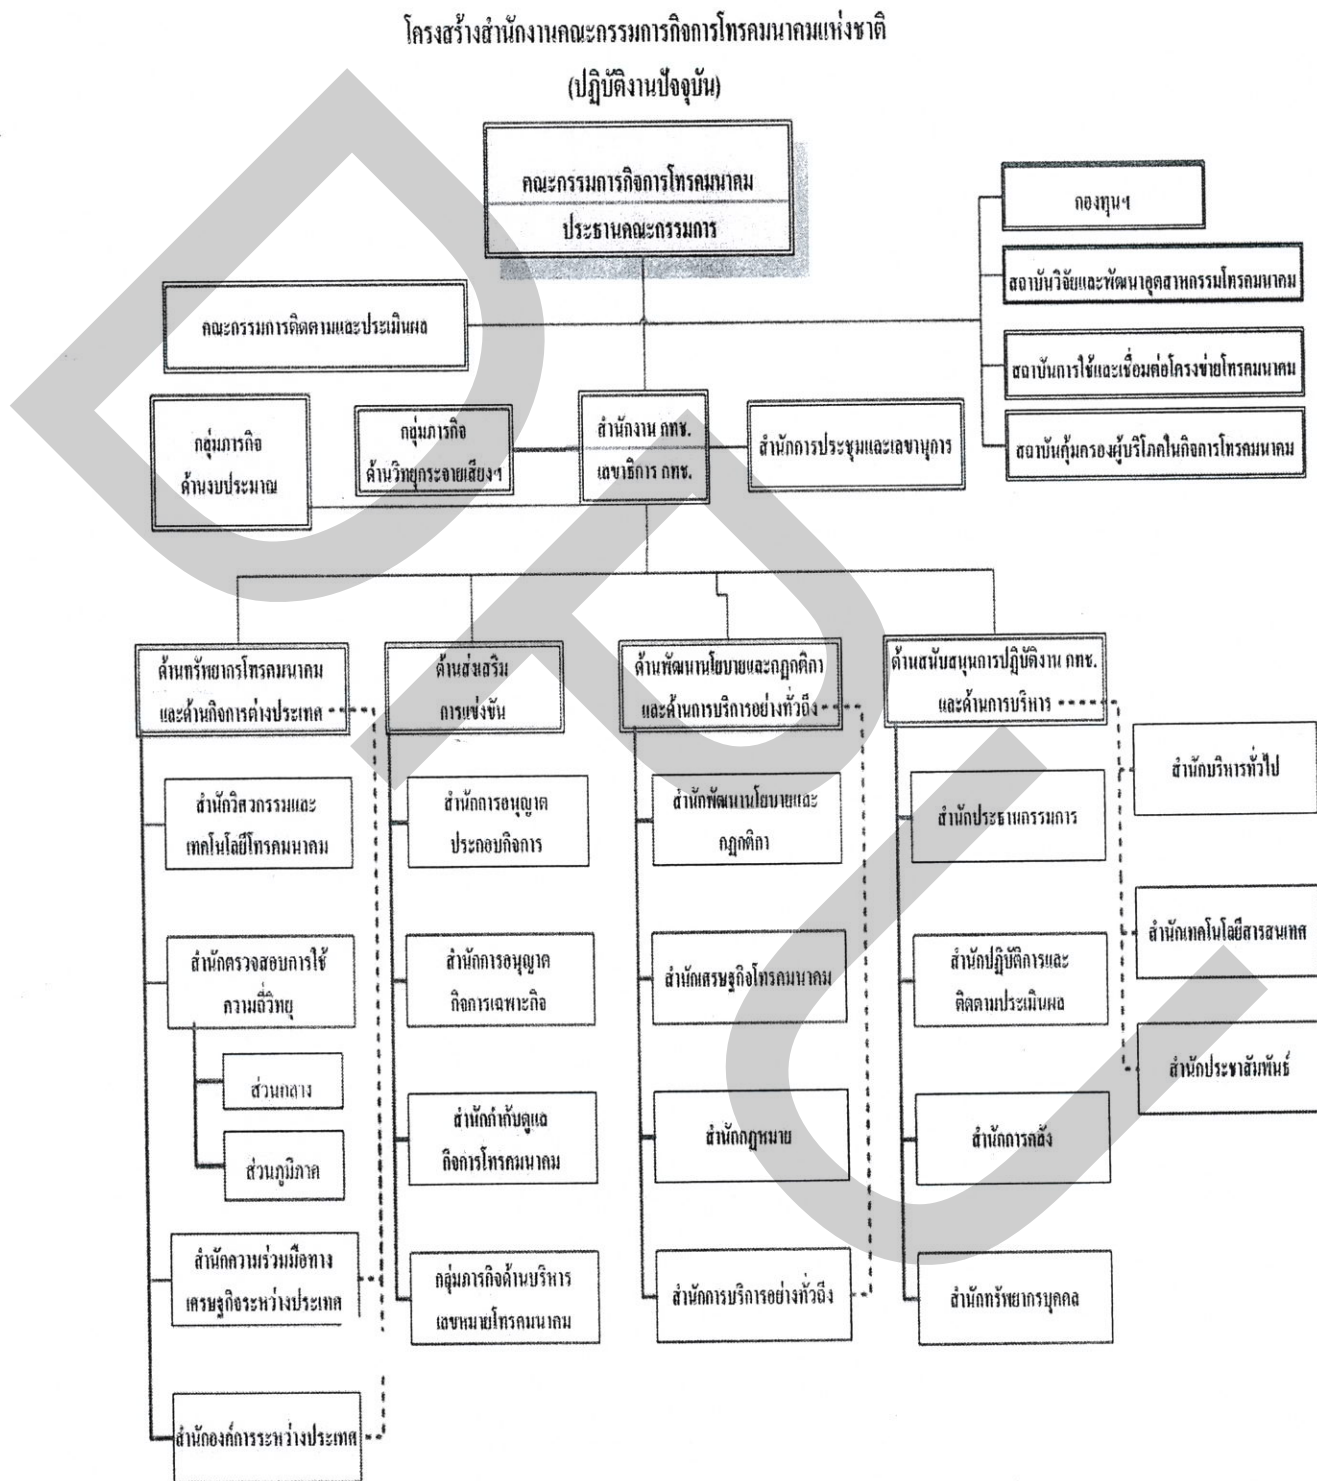 โครงสร้างสำนักงานคณะกรรมการกิจการโทรคมนาคมแห่งชาติ
(ปฏิบัติงานปัจจุบัน)
คณะกรรมการกิจการโทรคมนาคม
ประธานคณะกรรมการ
กองทุนฯ
สถาบันวิจัยและพัฒนาอุตสาหกรรมโทรคมนาคม
คณะกรรมการติดตามและประเมินผล
สถาบันการใช้และเชื่อมต่อโครงข่ายโทรคมนาคม
สถาบันคุ้มครองผู้บริโภคในกิจการโทรคมนาคม
กลุ่มภารกิจ
ด้านงบประมาณ
กลุ่มภารกิจ
ด้านวิทยุกระจายเสียงฯ
สำนักงาน กทช.
เลขาธิการ กทช.
สำนักการประชุมและเลขานุการ
ด้านทรัพยากรโทรคมนาคม
และด้านกิจการต่างประเทศ
ด้านส่งเสริม
การแข่งขัน
ด้านพัฒนานโยบายและกฎกติกา
และด้านการบริการอย่างทั่วถึง
ด้านสนับสนุนการปฏิบัติงาน กทช.
และด้านการบริหาร
สำนักวิศวกรรมและ
เทคโนโลยีโทรคมนาคม
สำนักตรวจสอบการใช้
ความถี่วิทยุ
ส่วนกลาง
ส่วนภูมิภาค
สำนักความร่วมมือทาง
เศรษฐกิจระหว่างประเทศ
สำนักองค์การระหว่างประเทศ
สำนักการอนุญาต
ประกอบกิจการ
สำนักการอนุญาต
กิจการเฉพาะกิจ
สำนักกำกับดูแล
กิจการโทรคมนาคม
กลุ่มภารกิจด้านบริหาร
เลขหมายโทรคมนาคม
สำนักพัฒนานโยบายและ
กฎกติกา
สำนักเศรษฐกิจโทรคมนาคม
สำนักกฎหมาย
สำนักการบริการอย่างทั่วถึง
สำนักประธานกรรมการ
สำนักปฏิบัติการและ
ติดตามประเมินผล
สำนักการคลัง
สำนักทรัพยากรบุคคล
สำนักบริหารทั่วไป
สำนักเทคโนโลยีสารสนเทศ
สำนักประชาสัมพันธ์
DPU